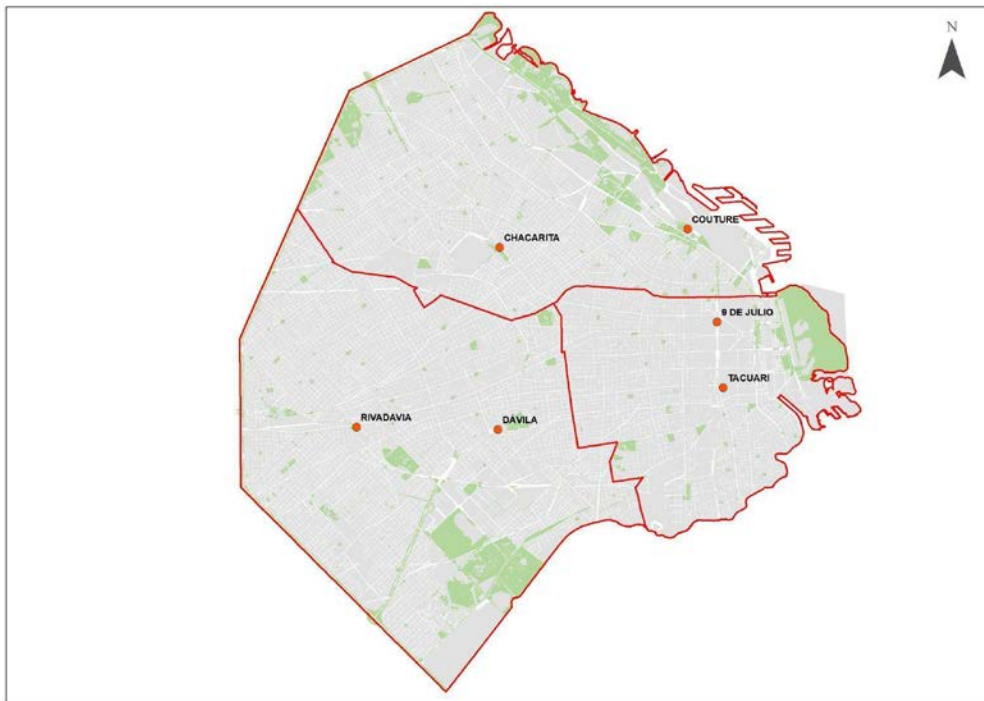 N
COUTURE
CHACARITA
9 DE JULIO
TACUARI
RIVADAVIA
DAVILA